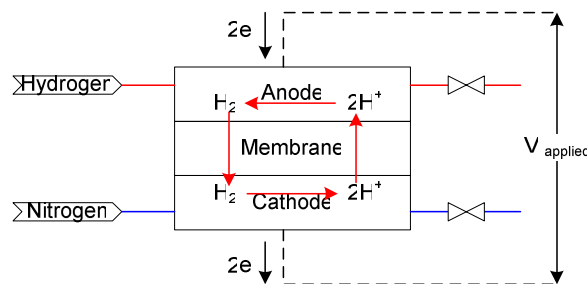 2e
Hydroger
Anode
H2 2H+
Membrane
V applied
H2 2H+
Cathode
Nitrogen
2e